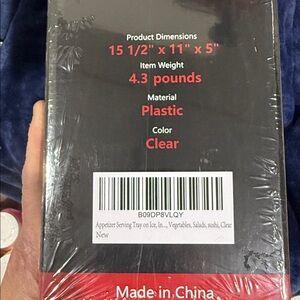 Product Dimensions
15 1/2" x 11" x 5"
Item Weight
4.3 pounds
Material
Plastic
Color
Clear
B09DP8VLQY
Appetizer Serving Tray on Ice, In..., Vegetables, Salads, sushi, Clear
New
Made in China